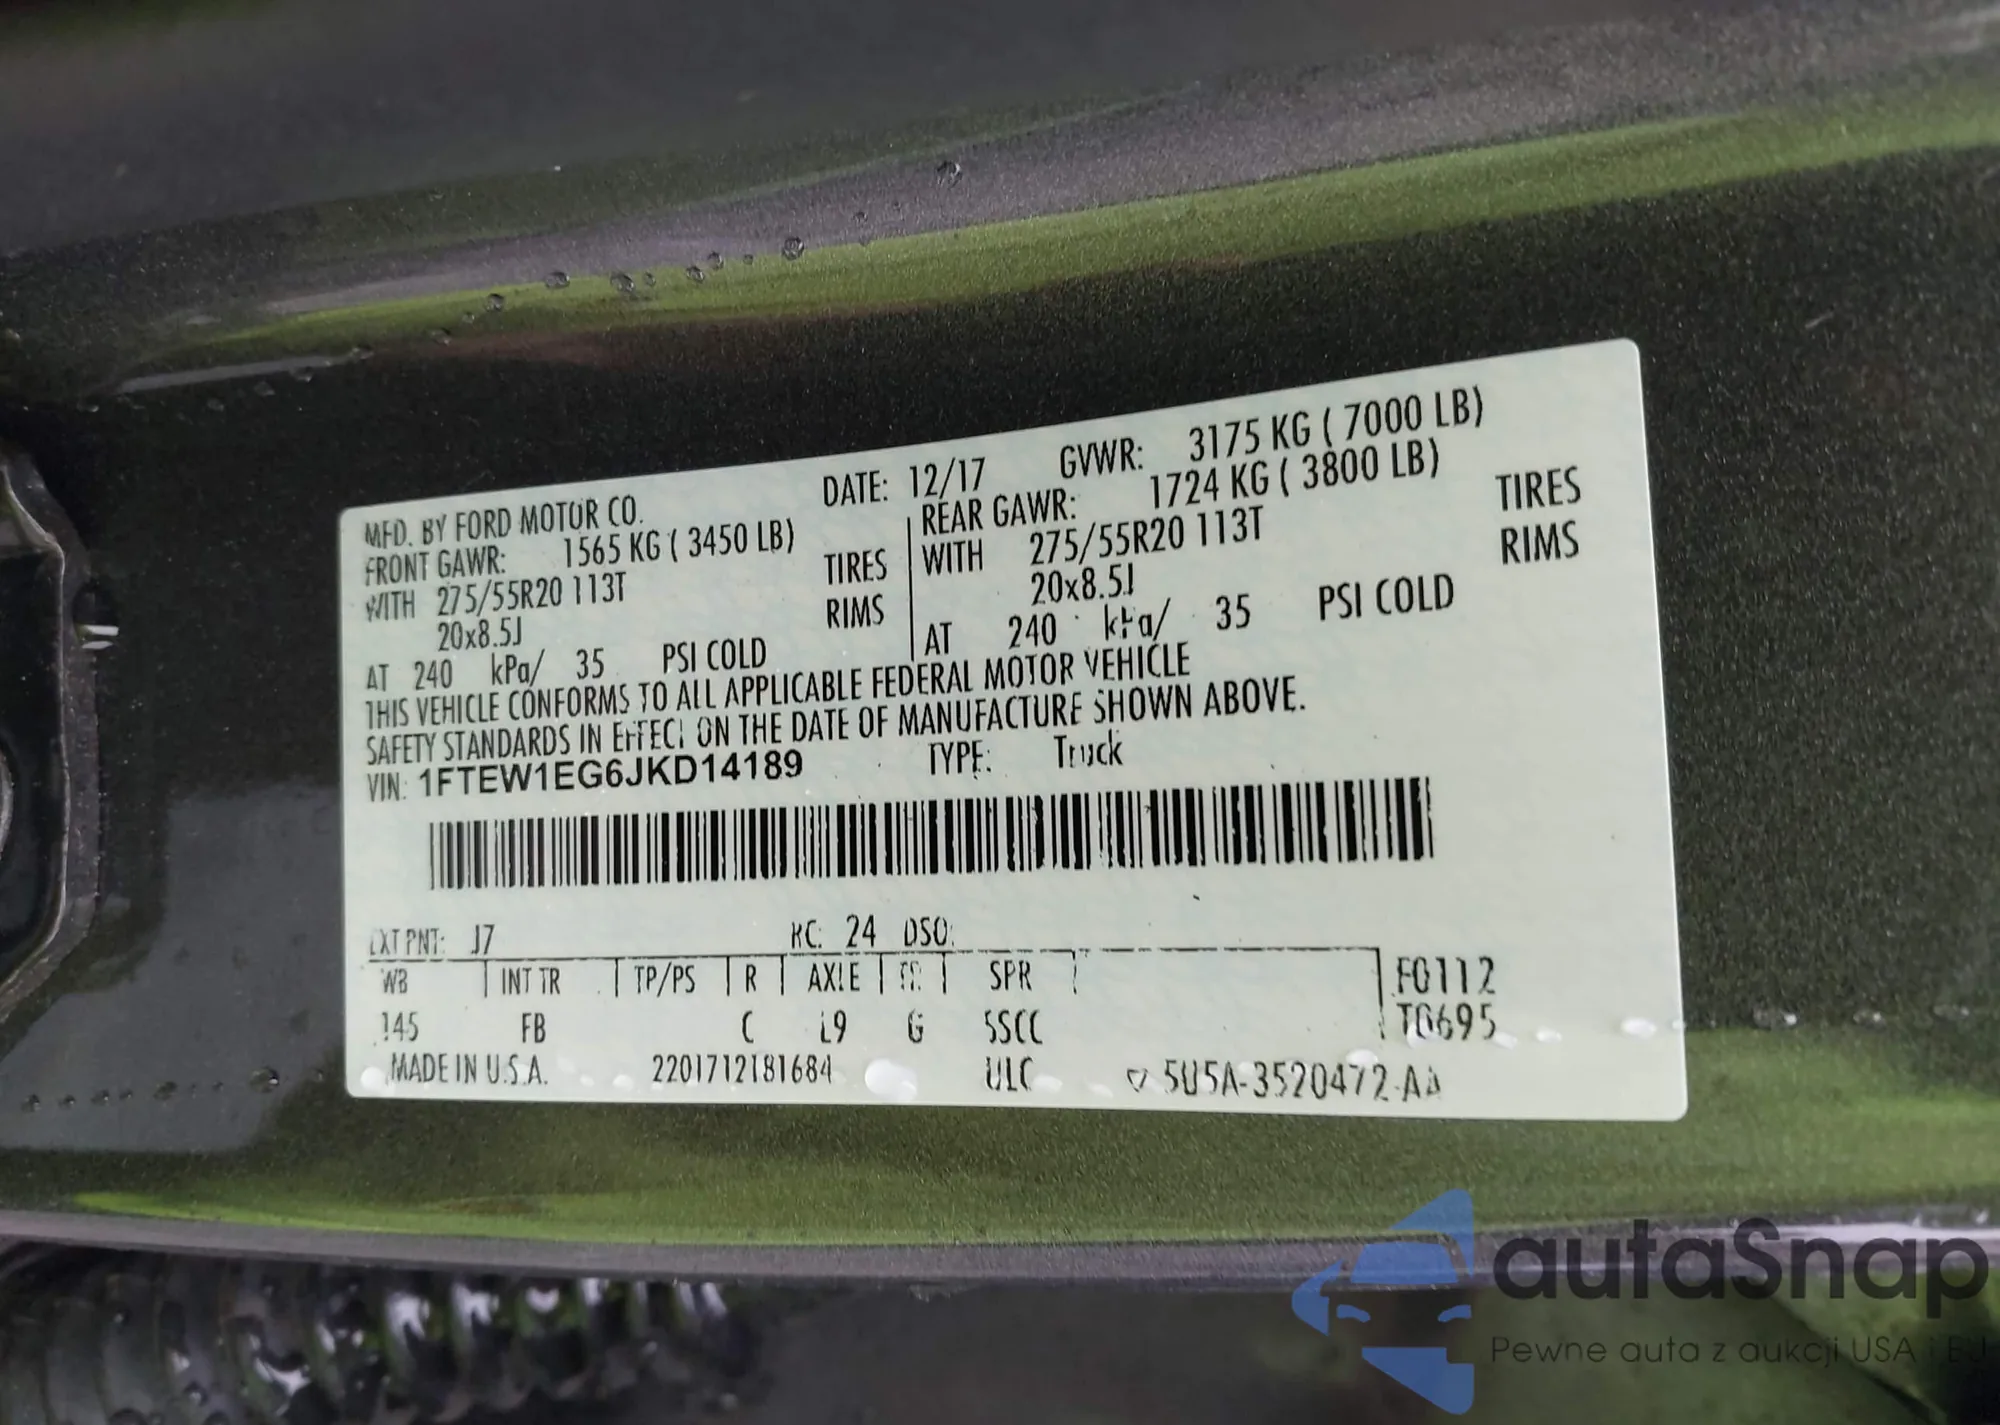 MFD. BY FORD MOTOR CO. DATE: 12/17 GVWR: 3175 KG ( 7000 LB)
FRONT GAWR: 1565 KG ( 3450 LB) REAR GAWR: 1724 KG ( 3800 LB)
WITH 275/55R20 113T TIRES WITH 275/55R20 113T TIRES
20x8.5J RIMS 20x8.5J RIMS
AT 240 kPa/ 35 PSI COLD AT 240 kPa/ 35 PSI COLD
THIS VEHICLE CONFORMS TO ALL APPLICABLE FEDERAL MOTOR VEHICLE
SAFETY STANDARDS IN EFFECT ON THE DATE OF MANUFACTURE SHOWN ABOVE.
VIN: 1FTEW1EG6JKD14189 TYPE: Truck
EXT PNT: J7 RC: 24 DSO:
WB INT TR TP/PS R AXLE TR SPR F0112
145 FB C L9 G SSCC T0695
MADE IN U.S.A. 2201712181684 ULC 5U5A-3520472-AA
autaSnap
Pewne auta z aukcji USA i EU